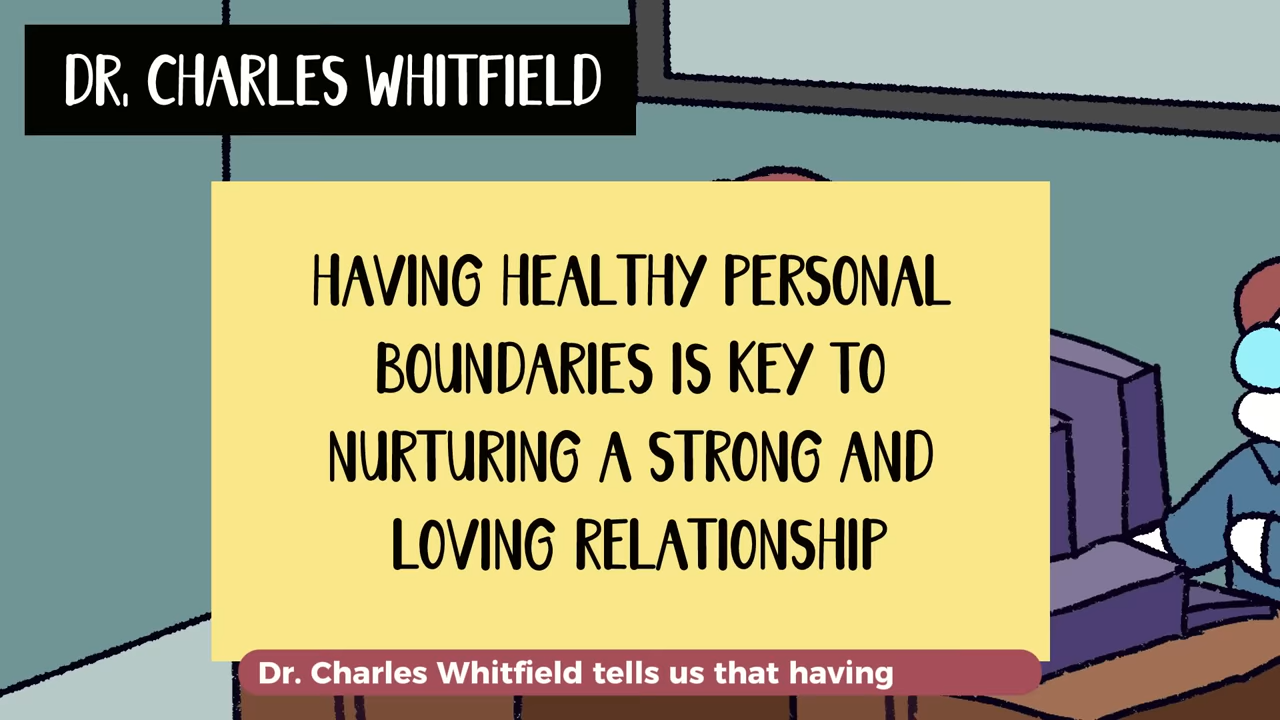 DR. CHARLES WHITFIELD
HAVING HEALTHY PERSONAL
BOUNDARIES IS KEY TO
NURTURING A STRONG AND
LOVING RELATIONSHIP
Dr. Charles Whitfield tells us that having